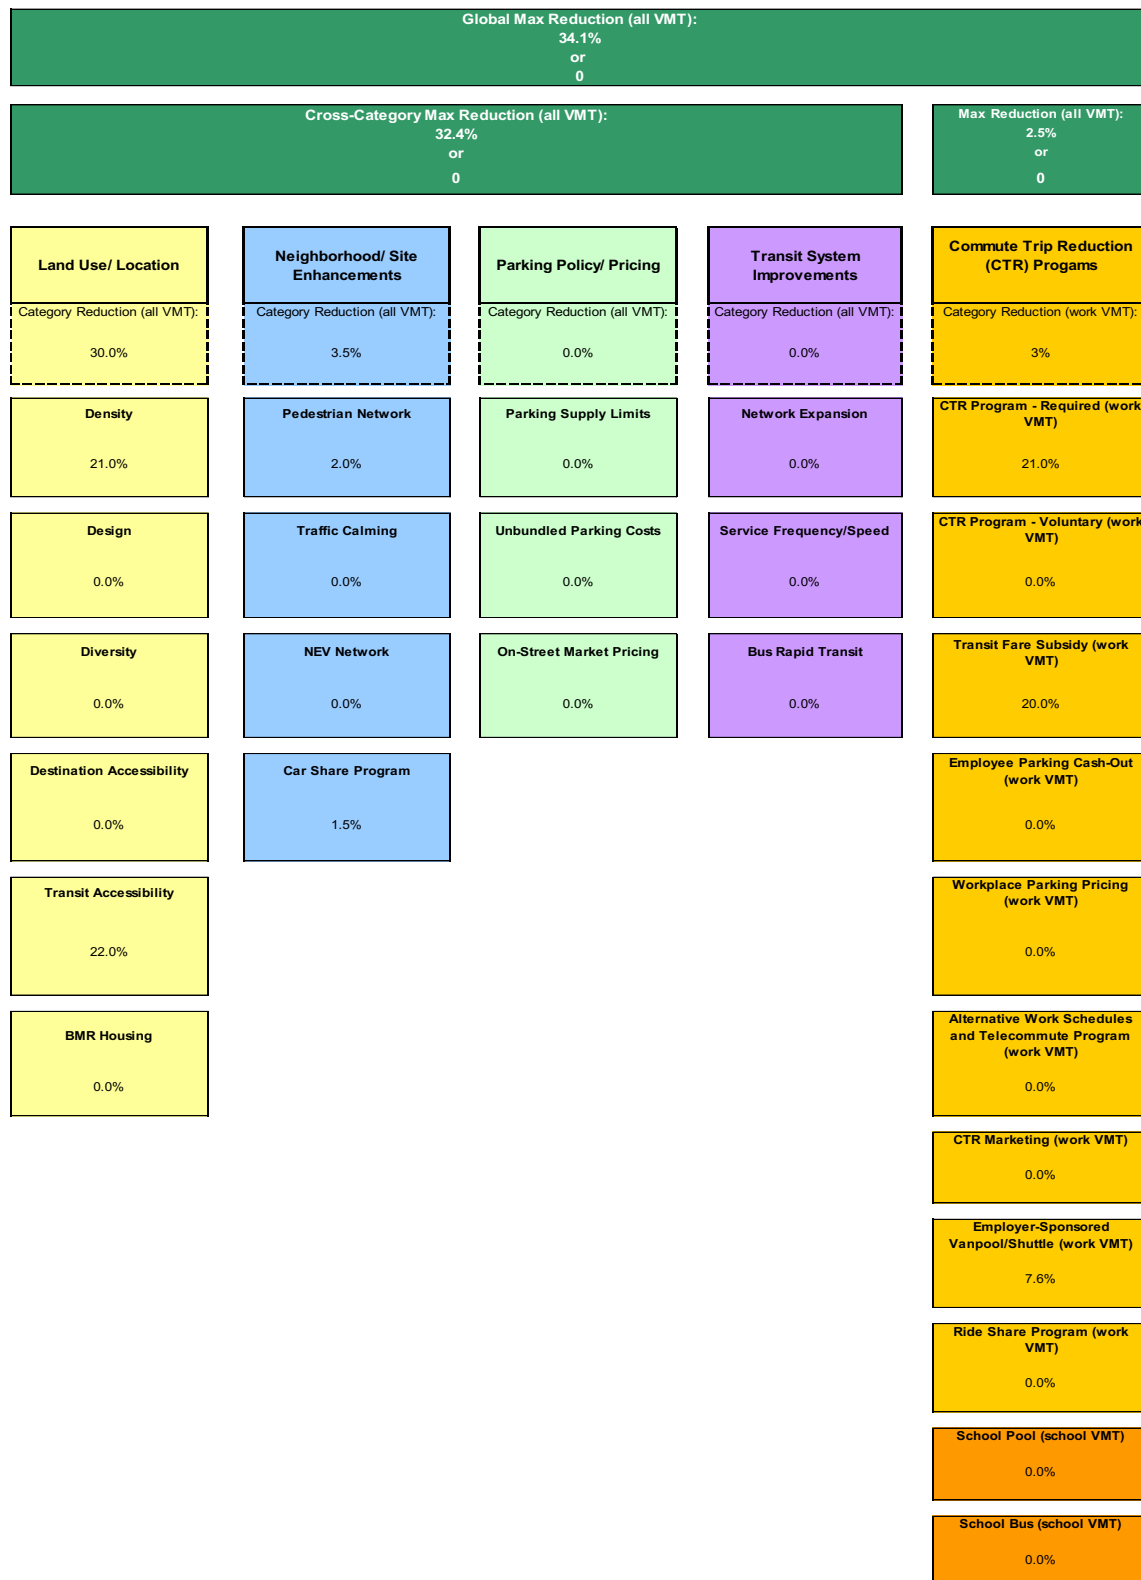 Global Max Reduction (all VMT):
34.1%
or
0
Cross-Category Max Reduction (all VMT):
32.4%
or
0
Max Reduction (all VMT):
2.5%
or
0
Land Use/ Location
Category Reduction (all VMT):
30.0%
Density
21.0%
Design
0.0%
Diversity
0.0%
Destination Accessibility
0.0%
Transit Accessibility
22.0%
BMR Housing
0.0%
Neighborhood/ Site
Enhancements
Category Reduction (all VMT):
3.5%
Pedestrian Network
2.0%
Traffic Calming
0.0%
NEV Network
0.0%
Car Share Program
1.5%
Parking Policy/ Pricing
Category Reduction (all VMT):
0.0%
Parking Supply Limits
0.0%
Unbundled Parking Costs
0.0%
On-Street Market Pricing
0.0%
Transit System
Improvements
Category Reduction (all VMT):
0.0%
Network Expansion
0.0%
Service Frequency/Speed
0.0%
Bus Rapid Transit
0.0%
Commute Trip Reduction
(CTR) Progams
Category Reduction (work VMT):
3%
CTR Program - Required (work
VMT)
21.0%
CTR Program - Voluntary (work
VMT)
0.0%
Transit Fare Subsidy (work
VMT)
20.0%
Employee Parking Cash-Out
(work VMT)
0.0%
Workplace Parking Pricing
(work VMT)
0.0%
Alternative Work Schedules
and Telecommute Program
(work VMT)
0.0%
CTR Marketing (work VMT)
0.0%
Employer-Sponsored
Vanpool/Shuttle (work VMT)
7.6%
Ride Share Program (work
VMT)
0.0%
School Pool (school VMT)
0.0%
School Bus (school VMT)
0.0%